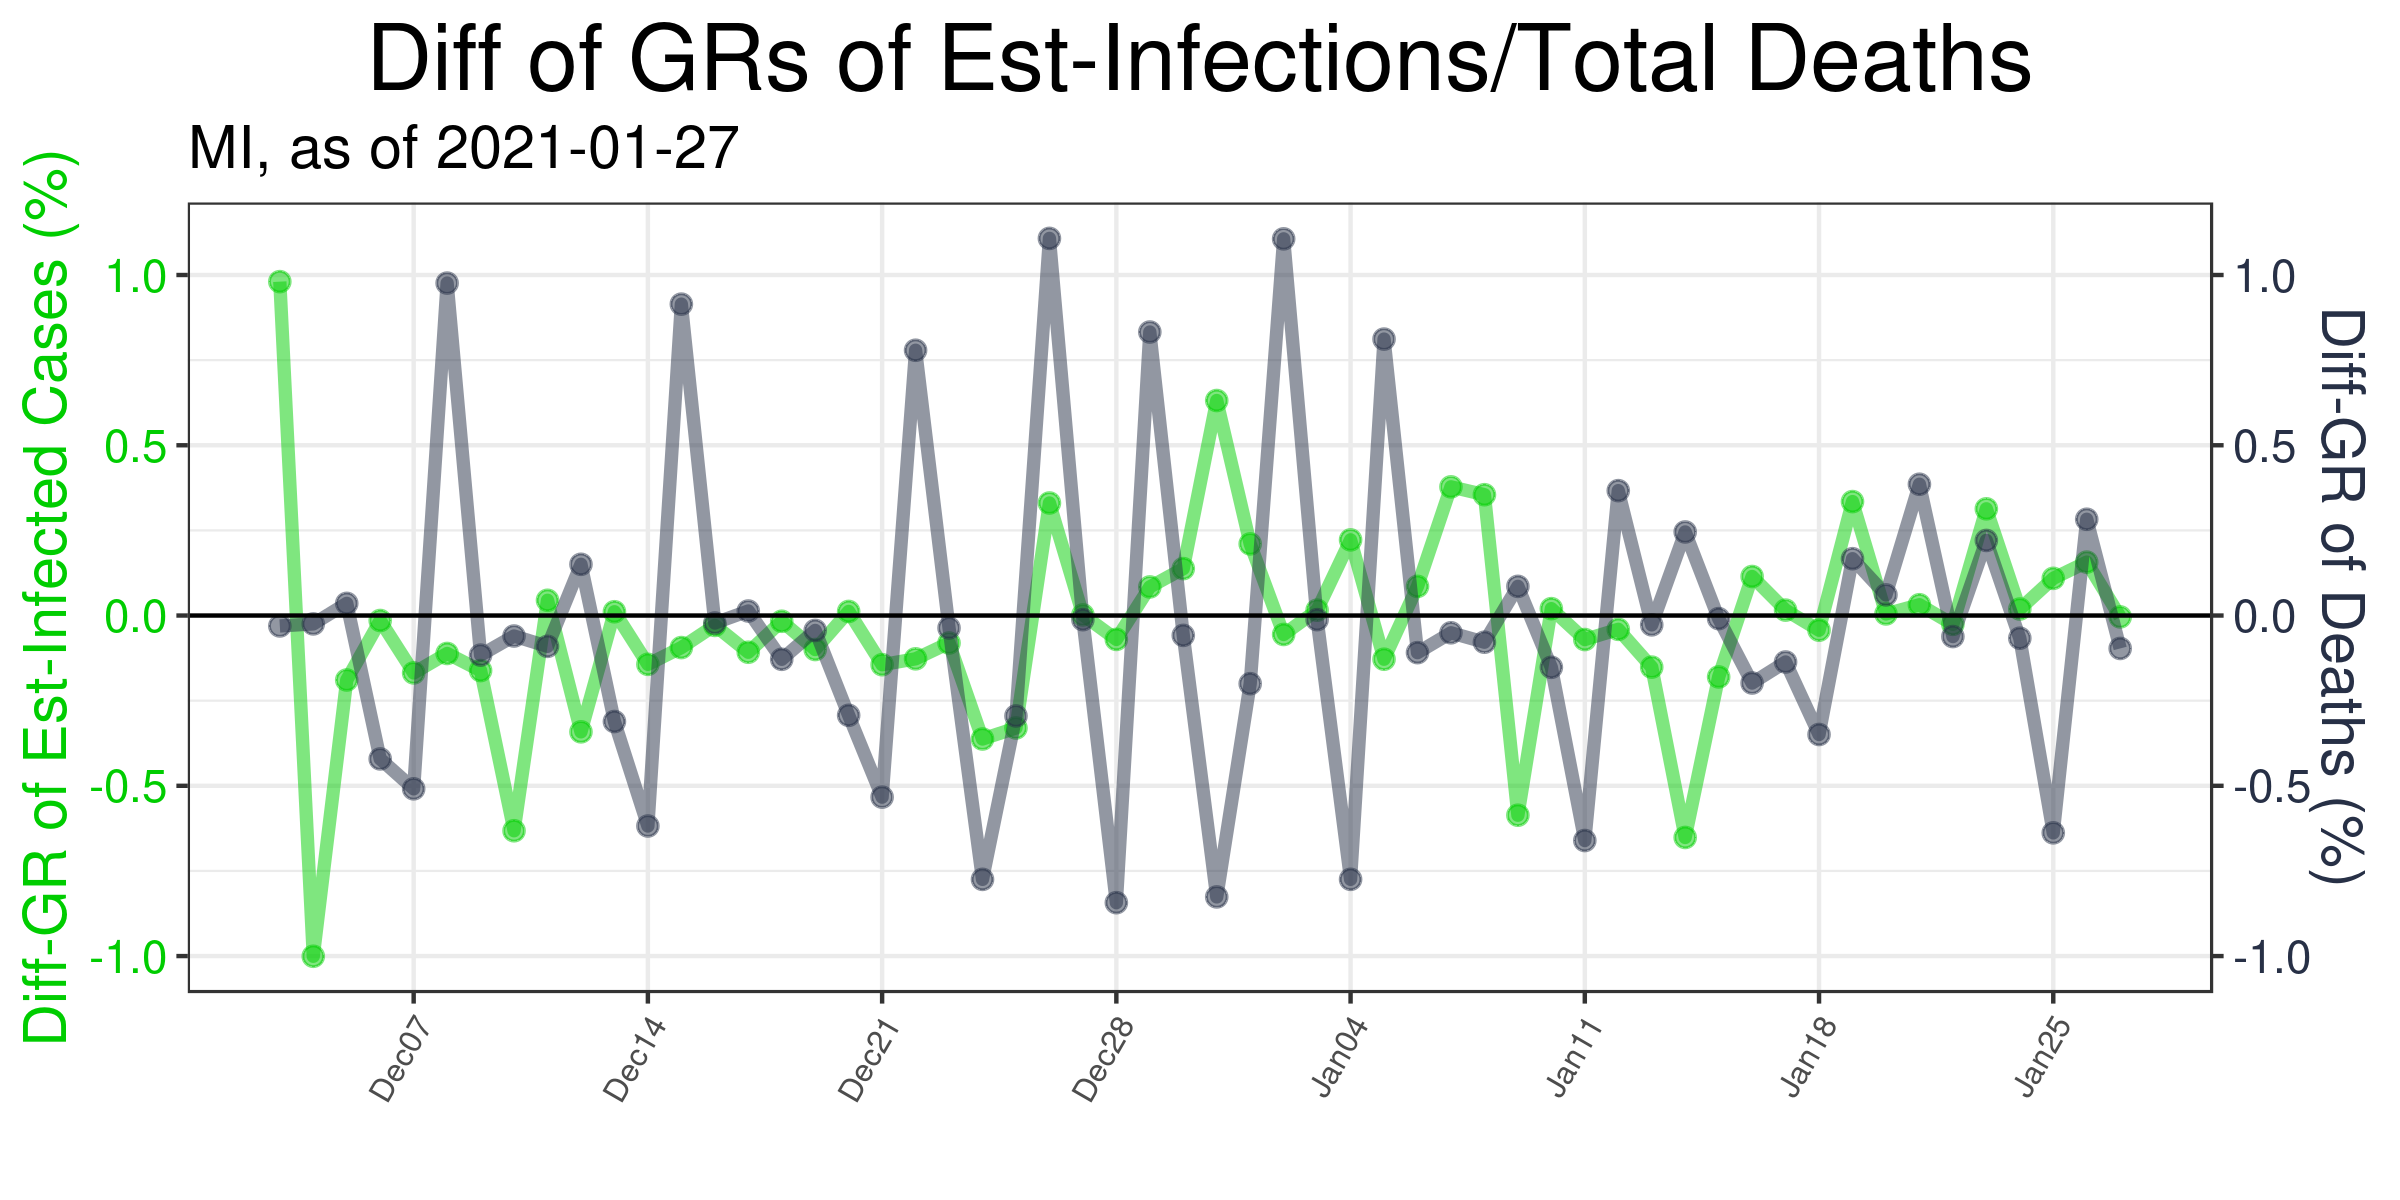 Diff of GRs of Est-Infections/Total Deaths
MI, as of 2021-01-27
Diff-GR of Est-Infected Cases (%)
1.0
0.5
0.0
-0.5
-1.0
1.0
0.5
0.0
-0.5
-1.0
Diff-GR of Deaths (%)
Dec07
Dec14
Dec21
Dec28
Jan04
Jan11
Jan18
Jan25